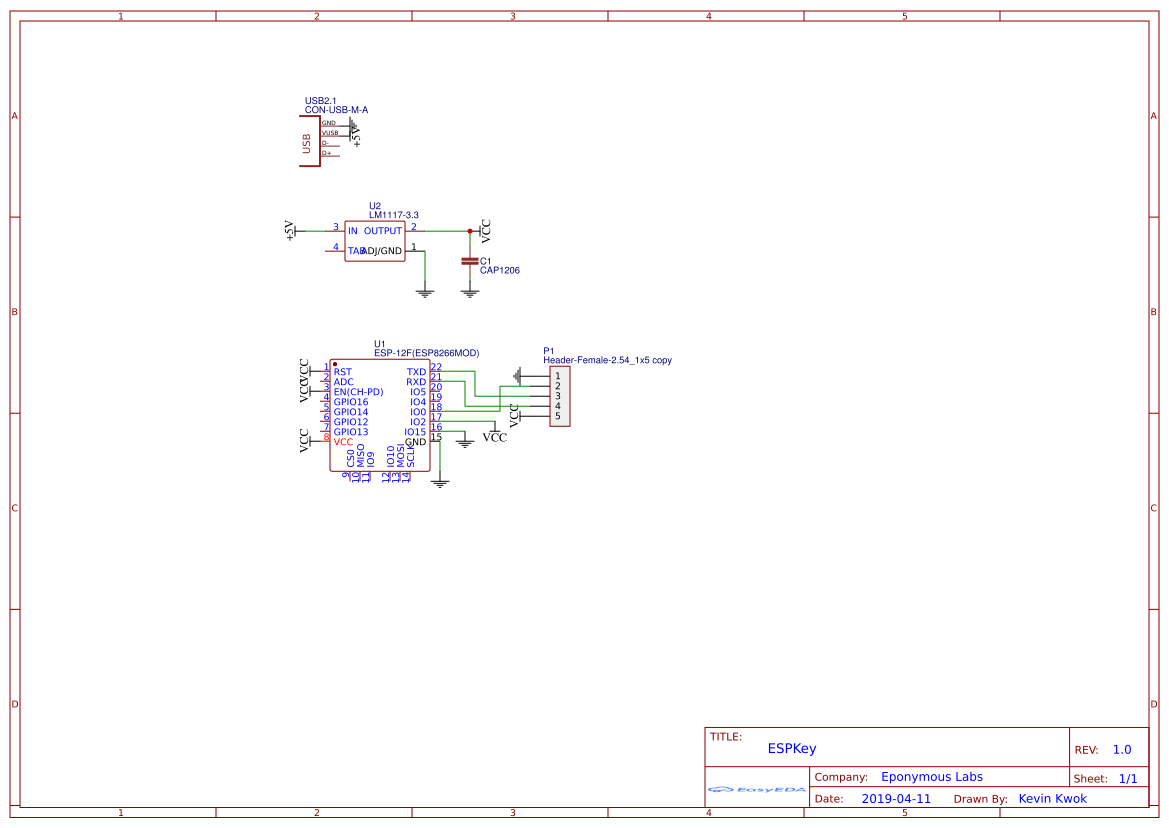 1 2 3 4 5
A A
USB2.1
CON-USB-M-A
USB
GND
VUSB
D-
D+
+5V
U2
LM1117-3.3
+5V 3 IN OUTPUT 2 VCC
4 TAB ADJ/GND 1
C1
CAP1206
B B
U1
ESP-12F(ESP8266MOD)
P1
Header-Female-2.54_1x5 copy
VCC 1 RST TXD 22
2 ADC RXD 21
VCC 3 EN(CH-PD) IO5 20
4 GPIO16 IO4 19
5 GPIO14 IO0 18
6 GPIO12 IO2 17
7 GPIO13 IO15 16
VCC 8 VCC GND 15
CS0 MISO IO9 IO10 MOSI SCLK
9 10 11 12 13 14
1
2
3
4
VCC 5
VCC
C C
D D
TITLE:
ESPKey
REV: 1.0
EasyEDA
Company: Eponymous Labs
Sheet: 1/1
Date: 2019-04-11 Drawn By: Kevin Kwok
1 2 3 4 5